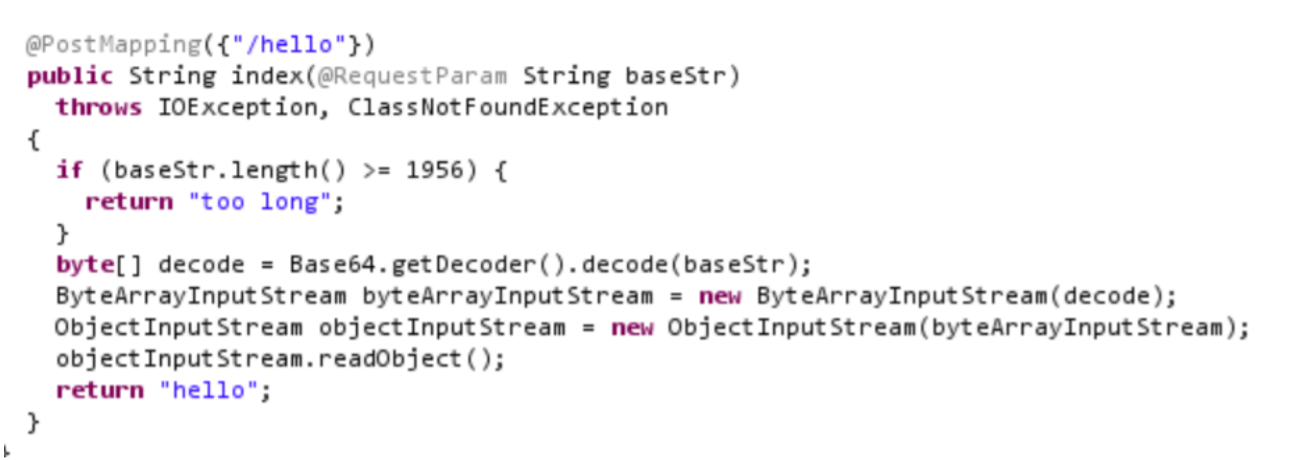 @PostMapping({"/hello"})
public String index(@RequestParam String baseStr)
  throws IOException, ClassNotFoundException
{
  if (baseStr.length() >= 1956) {
    return "too long";
  }
  byte[] decode = Base64.getDecoder().decode(baseStr);
  ByteArrayInputStream byteArrayInputStream = new ByteArrayInputStream(decode);
  ObjectInputStream objectInputStream = new ObjectInputStream(byteArrayInputStream);
  objectInputStream.readObject();
  return "hello";
}